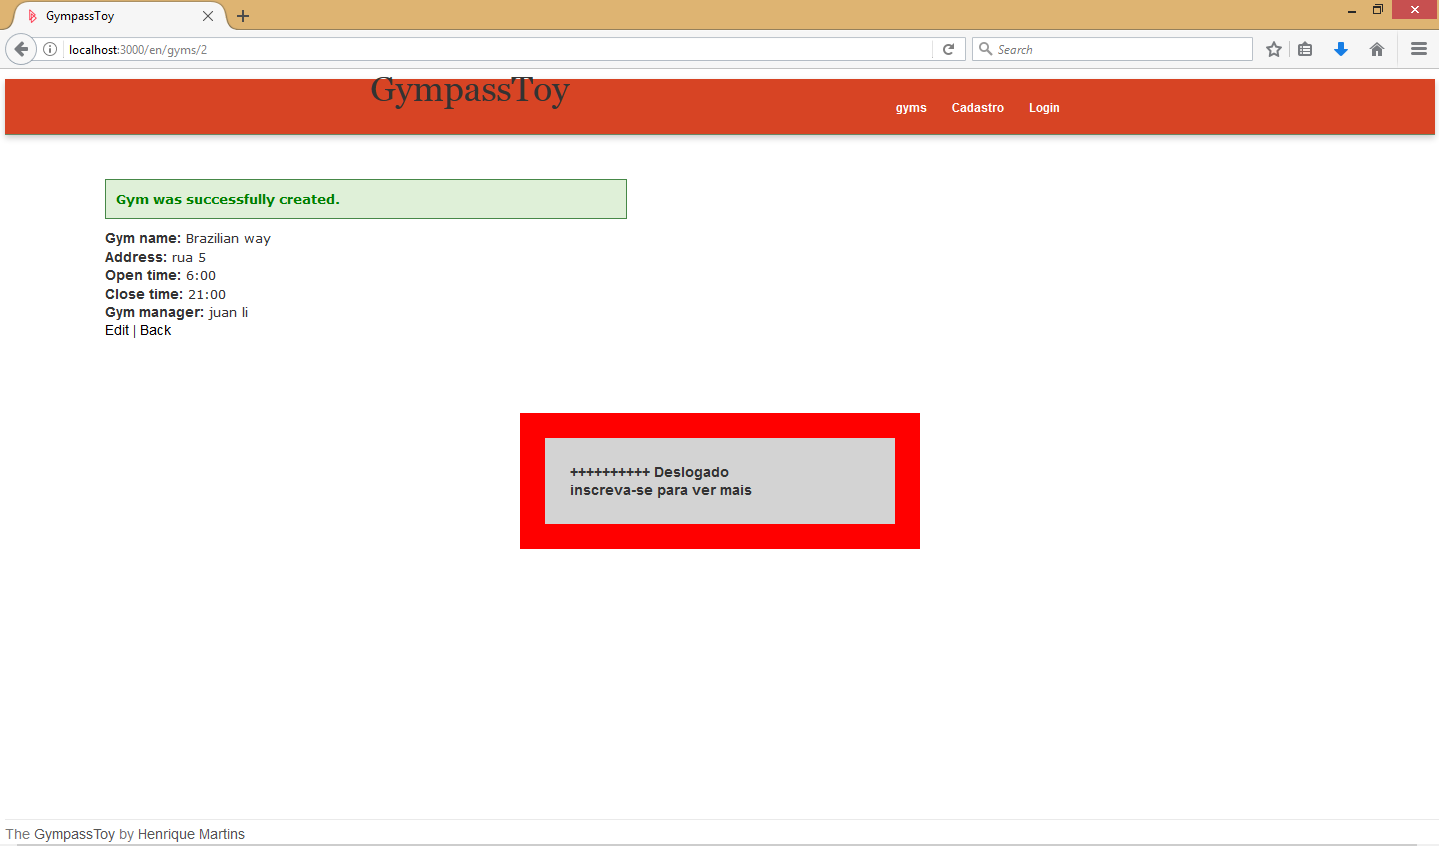 GympassToy
localhost:3000/en/gyms/2
Search
GympassToy
gyms Cadastro Login
Gym was successfully created.
Gym name: Brazilian way
Address: rua 5
Open time: 6:00
Close time: 21:00
Gym manager: juan li
Edit | Back
++++++++++ Deslogado
inscreva-se para ver mais
The GympassToy by Henrique Martins